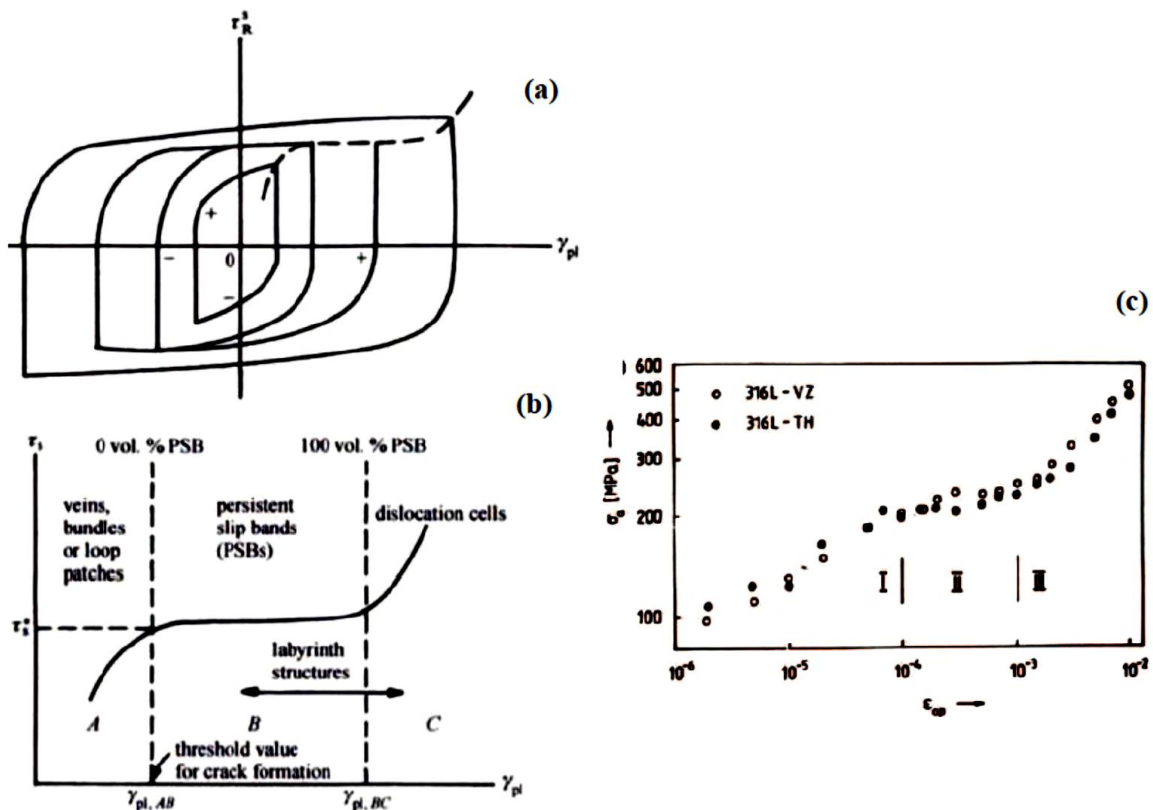 τ_R^s
(a)
γ_pl
+
−
0
+
−
(b)
τ_s
0 vol. % PSB
100 vol. % PSB
veins,
bundles
or loop
patches
persistent
slip bands
(PSBs)
dislocation cells
τ_s*
labyrinth
structures
A
B
C
threshold value
for crack formation
γ_pl, AB
γ_pl, BC
γ_pl
(c)
600
500
400
300
200
100
σ_a [MPa]
316L-VZ
316L-TH
I
II
III
10^-6
10^-5
10^-4
10^-3
10^-2
ε_ap